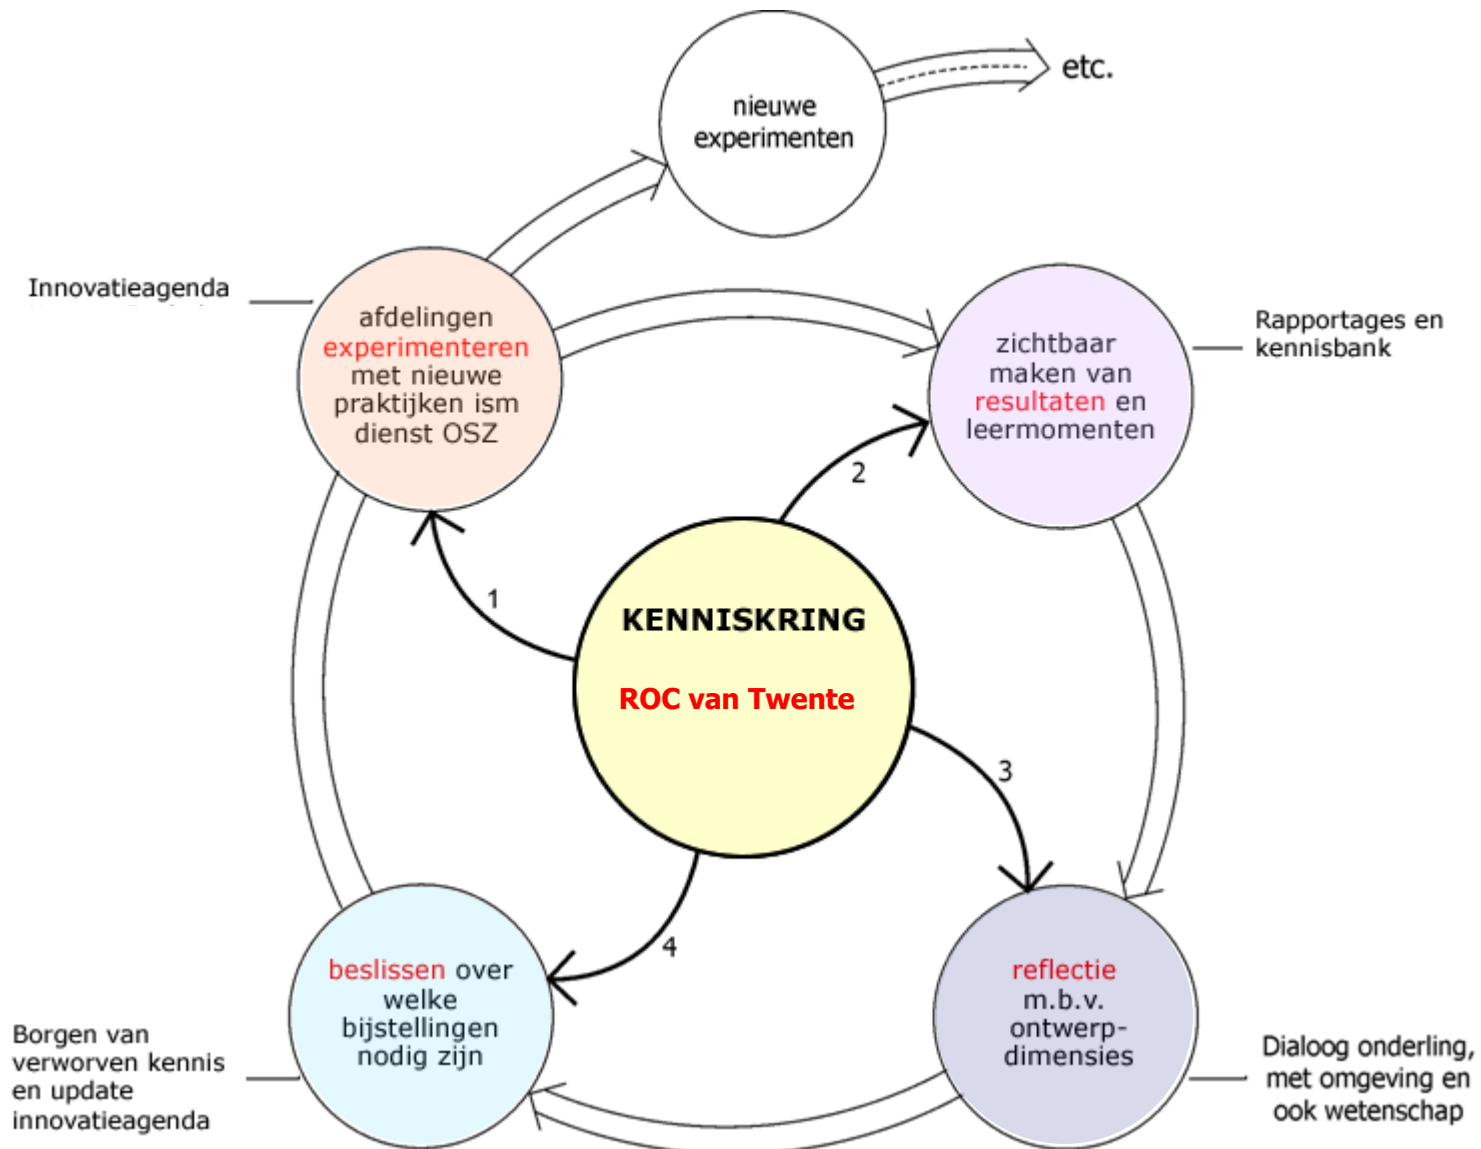 nieuwe
experimenten
etc.
Innovatieagenda
afdelingen
experimenteren
met nieuwe
praktijken ism
dienst OSZ
zichtbaar
maken van
resultaten en
leermomenten
Rapportages en
kennisbank
1
2
KENNISKRING
ROC van Twente
3
4
beslissen over
welke
bijstellingen
nodig zijn
reflectie
m.b.v.
ontwerp-
dimensies
Borgen van
verworven kennis
en update
innovatieagenda
Dialoog onderling,
met omgeving en
ook wetenschap